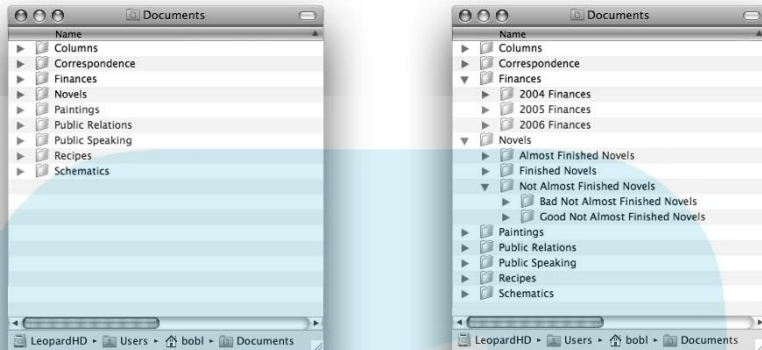 Documents
Name
Columns
Correspondence
Finances
Novels
Paintings
Public Relations
Public Speaking
Recipes
Schematics
LeopardHD ▸ Users ▸ bobl ▸ Documents
Documents
Name
Columns
Correspondence
Finances
2004 Finances
2005 Finances
2006 Finances
Novels
Almost Finished Novels
Finished Novels
Not Almost Finished Novels
Bad Not Almost Finished Novels
Good Not Almost Finished Novels
Paintings
Public Relations
Public Speaking
Recipes
Schematics
LeopardHD ▸ Users ▸ bobl ▸ Documents